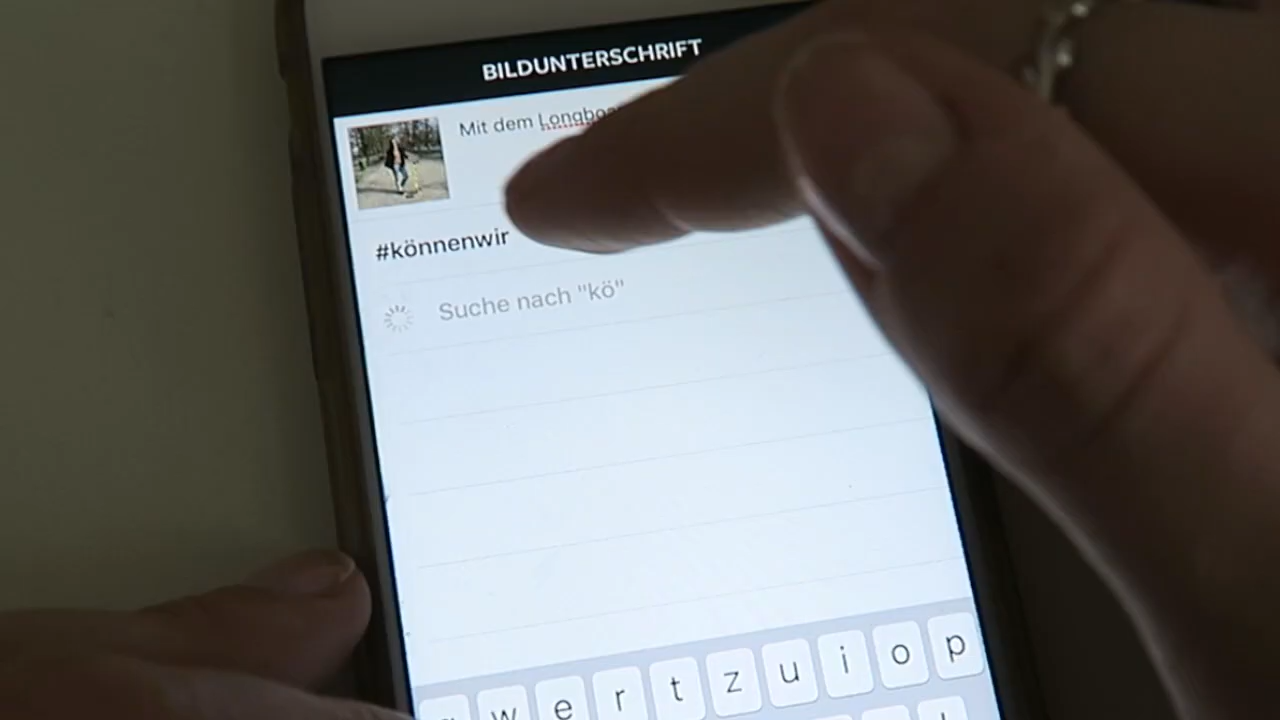 BILDUNTERSCHRIFT
Mit dem
#könnenwir
Suche nach "kö"
w e r t z u i o p